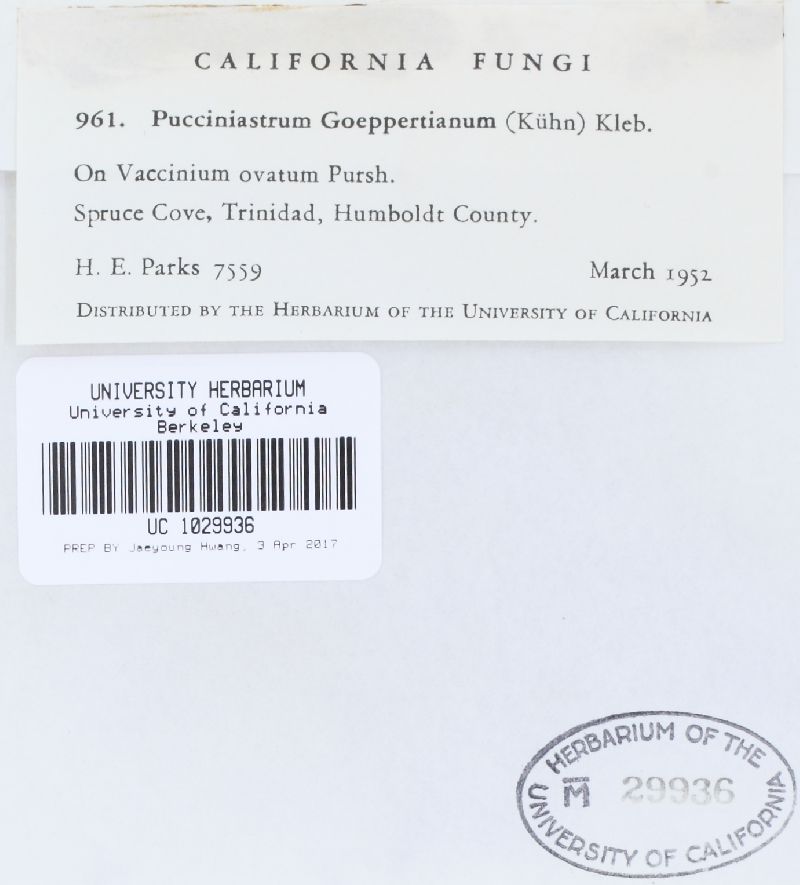 CALIFORNIA FUNGI
961. Pucciniastrum Goeppertianum (Kühn) Kleb.
On Vaccinium ovatum Pursh.
Spruce Cove, Trinidad, Humboldt County.
H. E. Parks 7559 March 1952
DISTRIBUTED BY THE HERBARIUM OF THE UNIVERSITY OF CALIFORNIA
UNIVERSITY HERBARIUM
University of California
Berkeley
UC 1029936
PREP BY Jaeyoung Hwang, 3 Apr 2017
HERBARIUM OF THE
M̅ 29936
UNIVERSITY OF CALIFORNIA